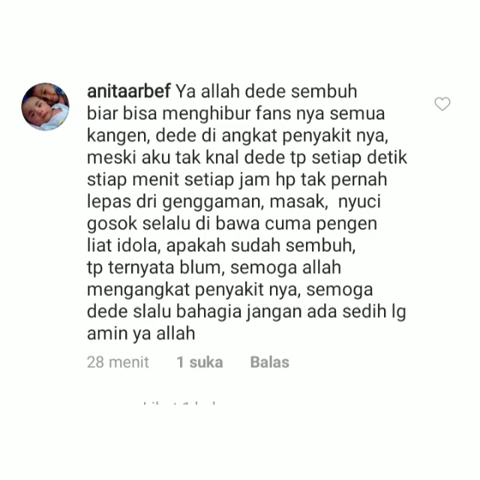 anitaarbef Ya allah dede sembuh
biar bisa menghibur fans nya semua
kangen, dede di angkat penyakit nya,
meski aku tak knal dede tp setiap detik
stiap menit setiap jam hp tak pernah
lepas dri genggaman, masak, nyuci
gosok selalu di bawa cuma pengen
liat idola, apakah sudah sembuh,
tp ternyata blum, semoga allah
mengangkat penyakit nya, semoga
dede slalu bahagia jangan ada sedih lg
amin ya allah
28 menit 1 suka Balas